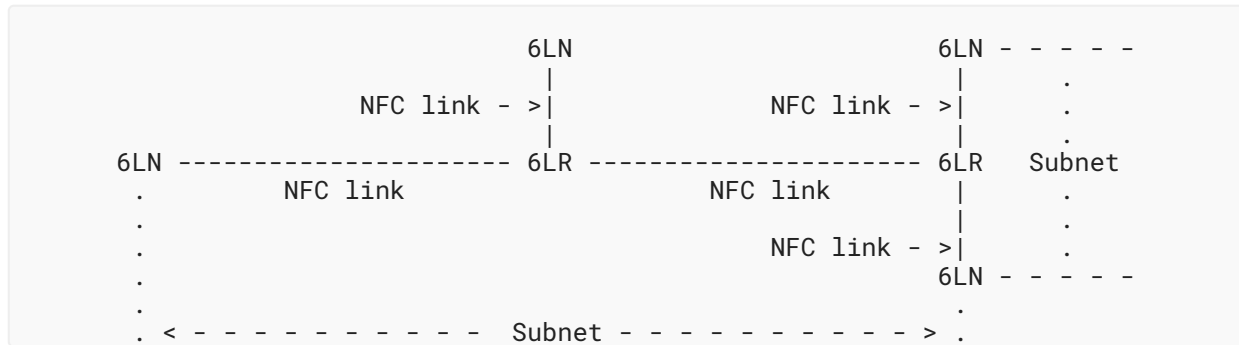 6LN 6LN - - - - -
| | .
NFC link - >| NFC link - >| .
| | .
6LN ---------------------- 6LR ---------------------- 6LR Subnet
. NFC link NFC link | .
. | .
. NFC link - >| .
. 6LN - - - - -
. .
. < - - - - - - - - - - Subnet - - - - - - - - - - > .